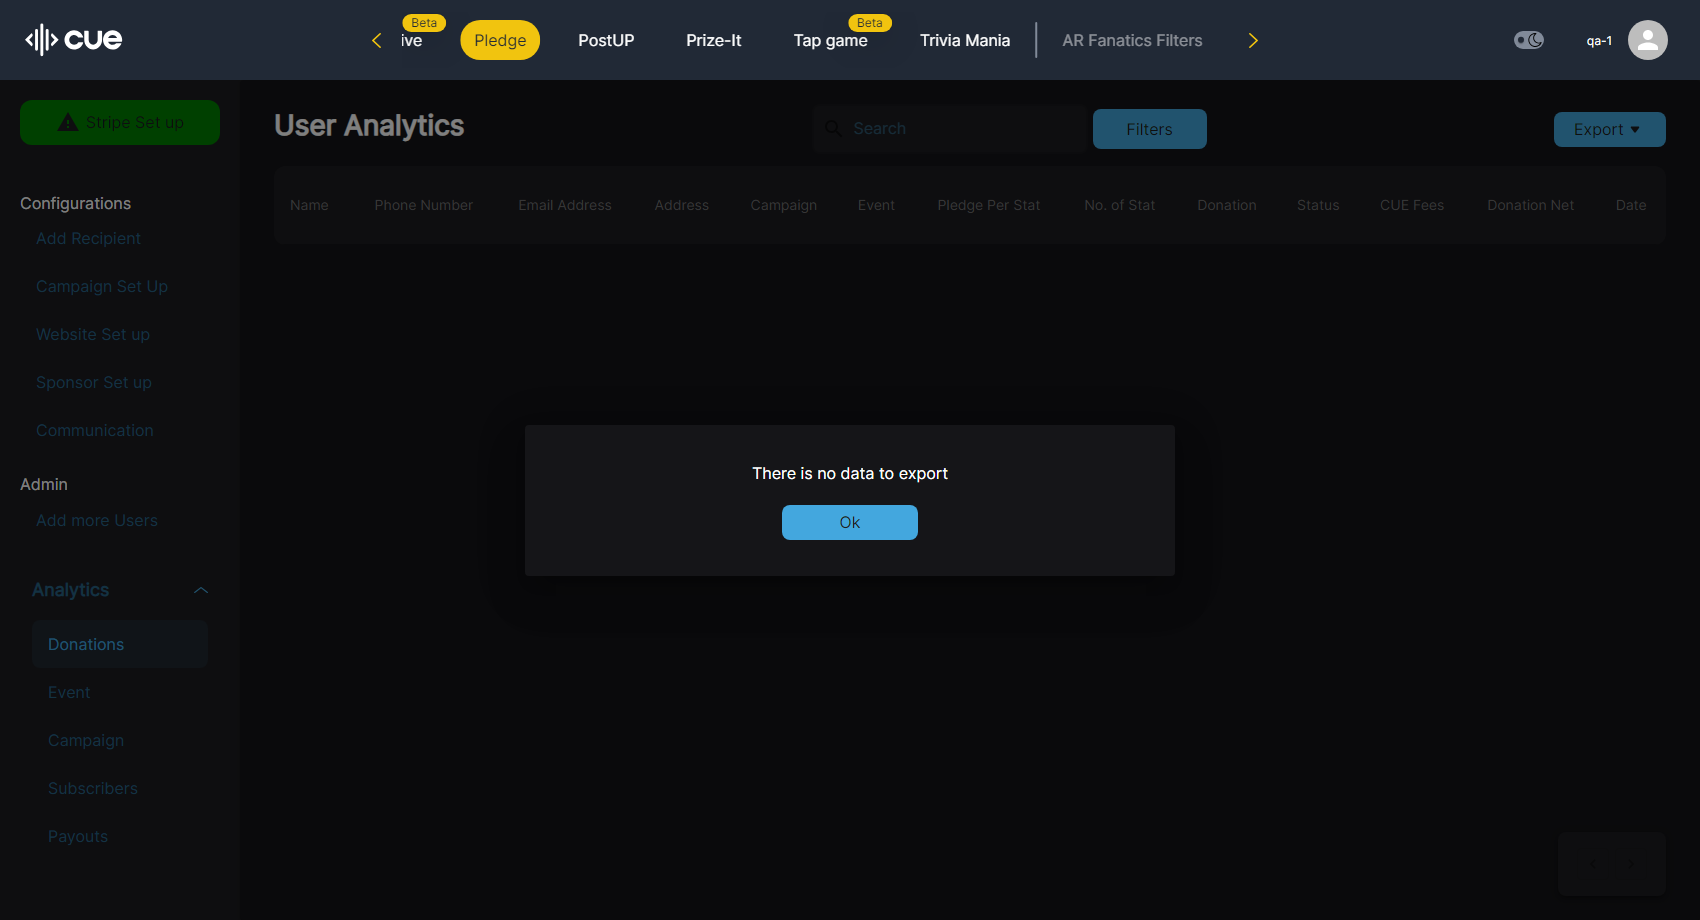 cue
Beta
ive
Pledge
PostUP
Prize-It
Beta
Tap game
Trivia Mania
AR Fanatics Filters
qa-1
Stripe Set up
User Analytics
Search
Filters
Export
Name Phone Number Email Address Address Campaign Event Pledge Per Stat No. of Stat Donation Status CUE Fees Donation Net Date
Configurations
Add Recipient
Campaign Set Up
Website Set up
Sponsor Set up
Communication
Admin
Add more Users
Analytics
Donations
Event
Campaign
Subscribers
Payouts
There is no data to export
Ok